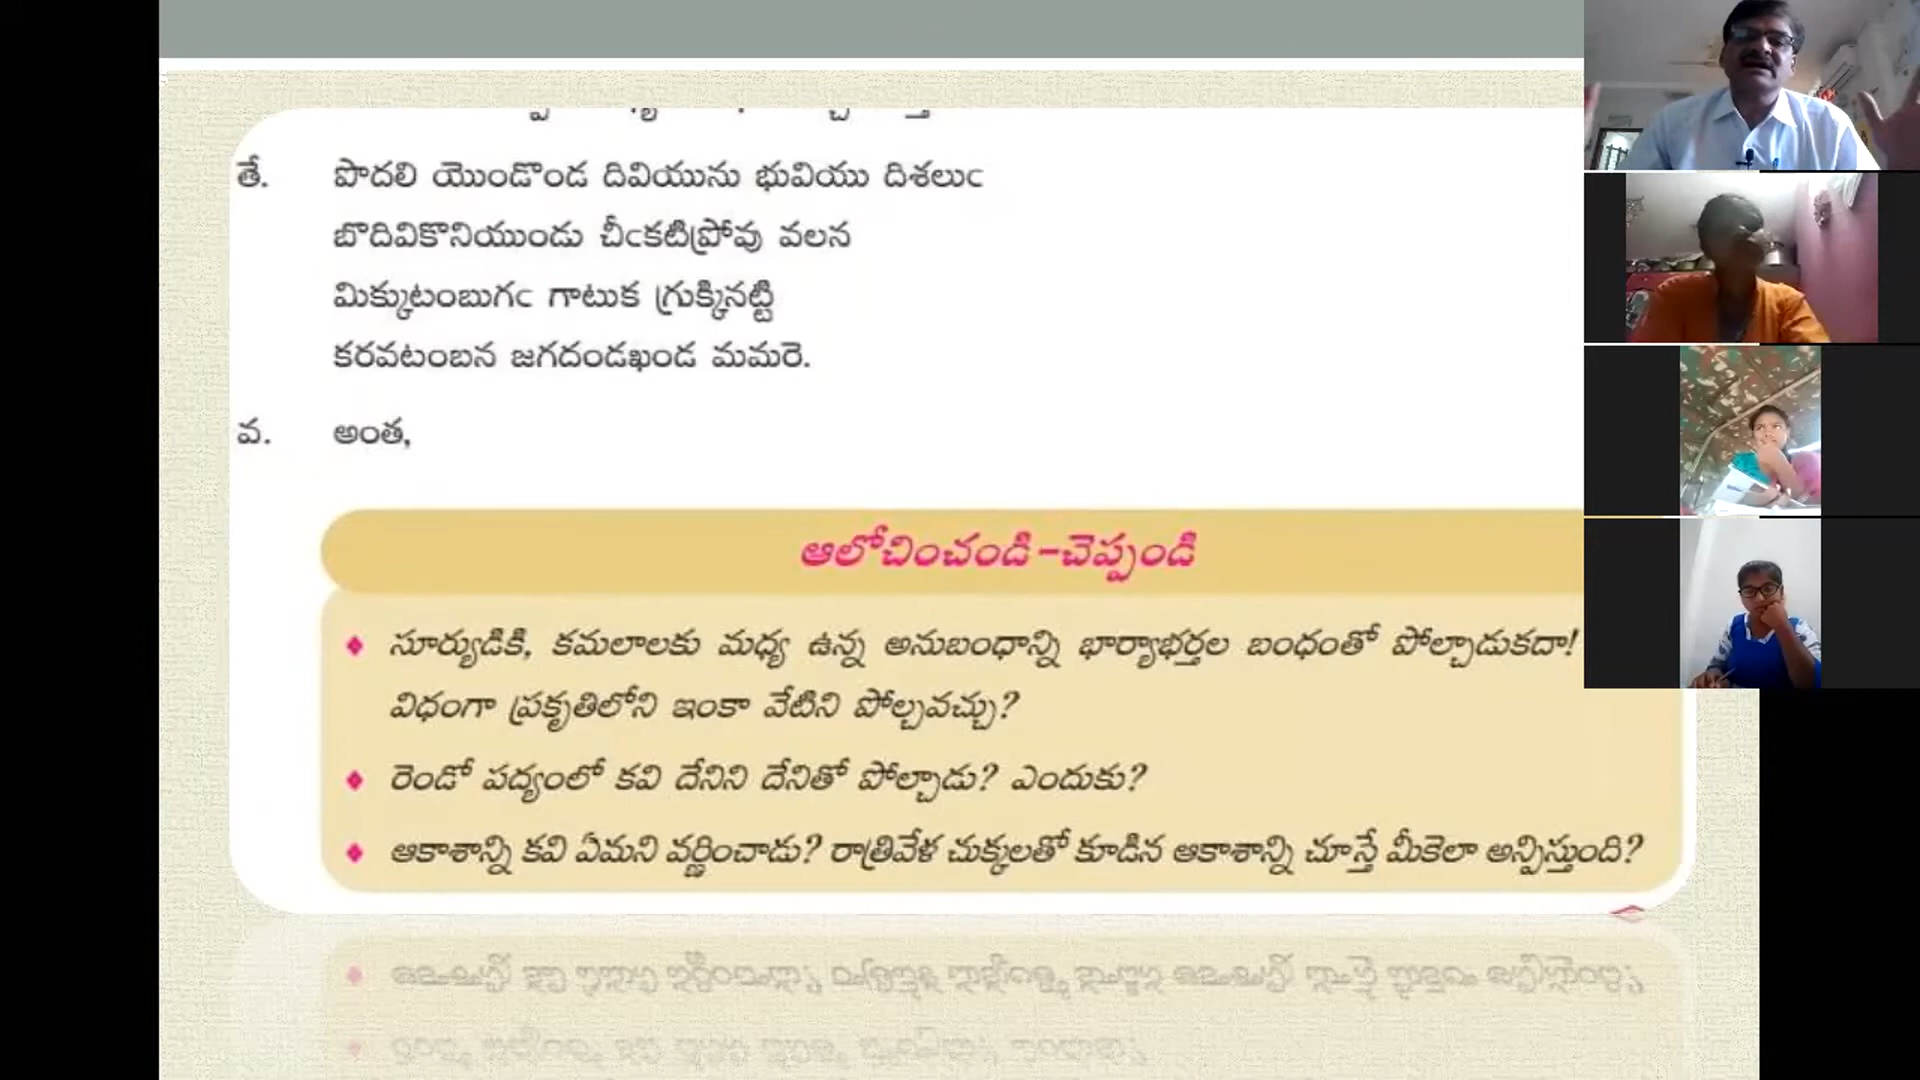 తే. పొదలి యొండొండ దివియును భువియు దిశలుఁ
బొదివికొనియుండు చీఁకటిప్రోవు వలన
మిక్కుటంబుగఁ గాటుక గ్రుక్కినట్టి
కరవటంబన జగదండఖండ మమరె.
వ. అంత,
ఆలోచించండి-చెప్పండి
♦ సూర్యుడికి, కమలాలకు మధ్య ఉన్న అనుబంధాన్ని భార్యాభర్తల బంధంతో పోల్చాడుకదా!
విధంగా ప్రకృతిలోని ఇంకా వేటిని పోల్చవచ్చు?
♦ రెండో పద్యంలో కవి దేనిని దేనితో పోల్చాడు? ఎందుకు?
♦ ఆకాశాన్ని కవి ఏమని వర్ణించాడు? రాత్రివేళ చుక్కలతో కూడిన ఆకాశాన్ని చూస్తే మీకెలా అన్పిస్తుంది?